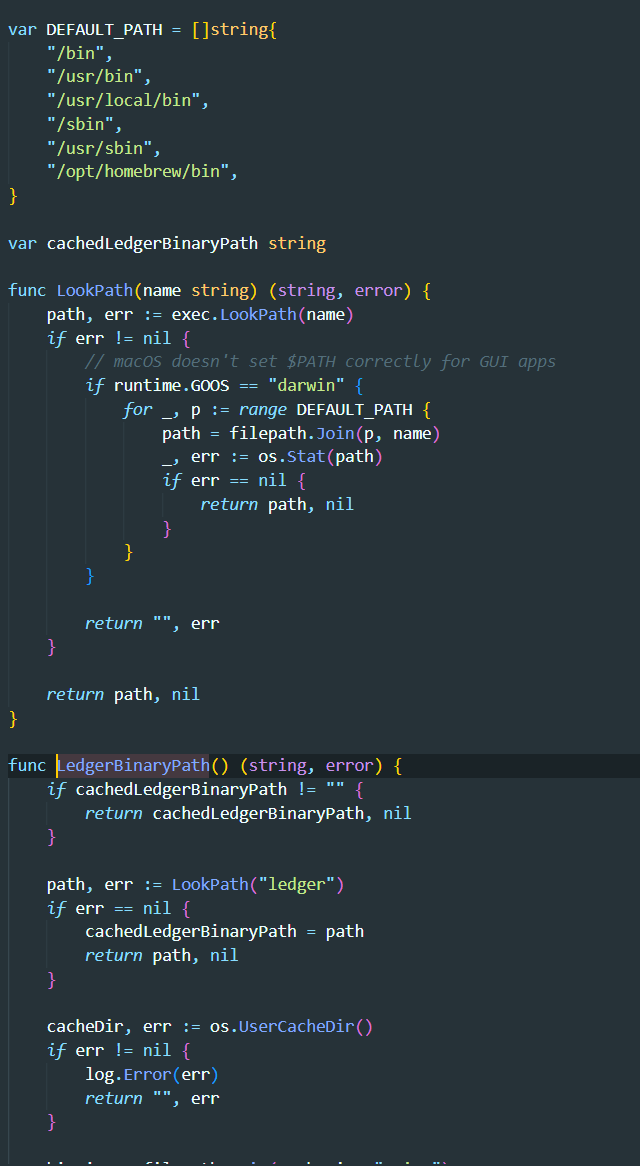 var DEFAULT_PATH = []string{
    "/bin",
    "/usr/bin",
    "/usr/local/bin",
    "/sbin",
    "/usr/sbin",
    "/opt/homebrew/bin",
}

var cachedLedgerBinaryPath string

func LookPath(name string) (string, error) {
    path, err := exec.LookPath(name)
    if err != nil {
        // macOS doesn't set $PATH correctly for GUI apps
        if runtime.GOOS == "darwin" {
            for _, p := range DEFAULT_PATH {
                path = filepath.Join(p, name)
                _, err := os.Stat(path)
                if err == nil {
                    return path, nil
                }
            }
        }

        return "", err
    }

    return path, nil
}

func LedgerBinaryPath() (string, error) {
    if cachedLedgerBinaryPath != "" {
        return cachedLedgerBinaryPath, nil
    }

    path, err := LookPath("ledger")
    if err == nil {
        cachedLedgerBinaryPath = path
        return path, nil
    }

    cacheDir, err := os.UserCacheDir()
    if err != nil {
        log.Error(err)
        return "", err
    }